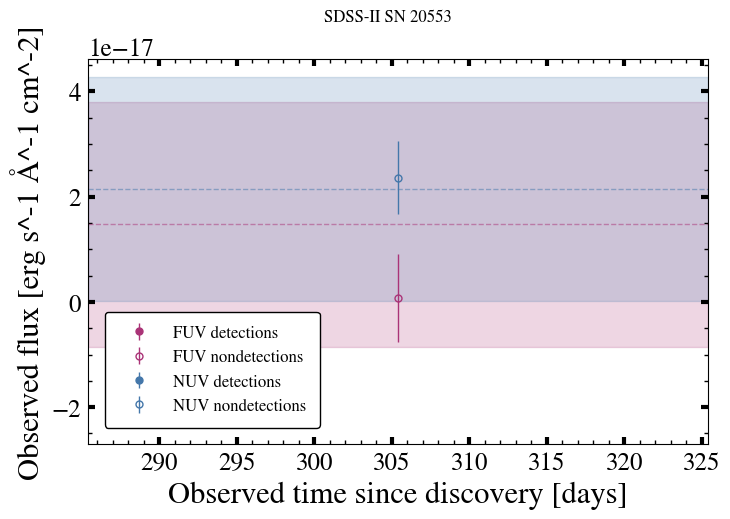 SDSS-II SN 20553
1e−17
Observed flux [erg s^-1 Å^-1 cm^-2]
4
2
0
−2
FUV detections
FUV nondetections
NUV detections
NUV nondetections
290 295 300 305 310 315 320 325
Observed time since discovery [days]